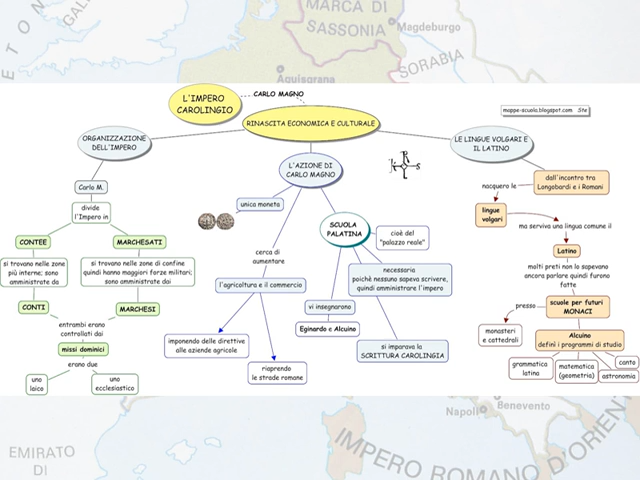 MARCA DI
SASSONIA
Magdeburgo
Aquisgrana
SORABIA
L'IMPERO
CAROLINGIO
CARLO MAGNO
RINASCITA ECONOMICA E CULTURALE
mappe-scuola.blogspot.com Ste
ORGANIZZAZIONE
DELL'IMPERO
Carlo M.
divide
l'Impero in
CONTEE
MARCHESATI
si trovano nelle zone
più interne; sono
amministrate da
si trovano nelle zone di confine
quindi hanno maggiori forze militari;
sono amministrate dai
CONTI
MARCHESI
entrambi erano
controllati dai
missi dominici
erano due
uno
laico
uno
ecclesiastico
L'AZIONE DI
CARLO MAGNO
unica moneta
cerca di
aumentare
l'agricoltura e il commercio
imponendo delle direttive
alle aziende agricole
riaprendo
le strade romane
SCUOLA
PALATINA
cioè del
"palazzo reale"
necessaria
poichè nessuno sapeva scrivere,
quindi amministrare l'impero
vi insegnarono
Eginardo e Alcuino
si imparava la
SCRITTURA CAROLINGIA
LE LINGUE VOLGARI E
IL LATINO
dall'incontro tra
Longobardi e i Romani
nacquero le
lingue
volgari
ma serviva una lingua comune il
Latino
molti preti non lo sapevano
ancora parlare quindi furono
fatte
scuole per futuri
MONACI
presso
monasteri
e cattedrali
Alcuino
definì i programmi di studio
grammatica
latina
matematica
(geometria)
canto
astronomia
Napoli
Benevento
EMIRATO
DI
IMPERO ROMANO D'ORIEN